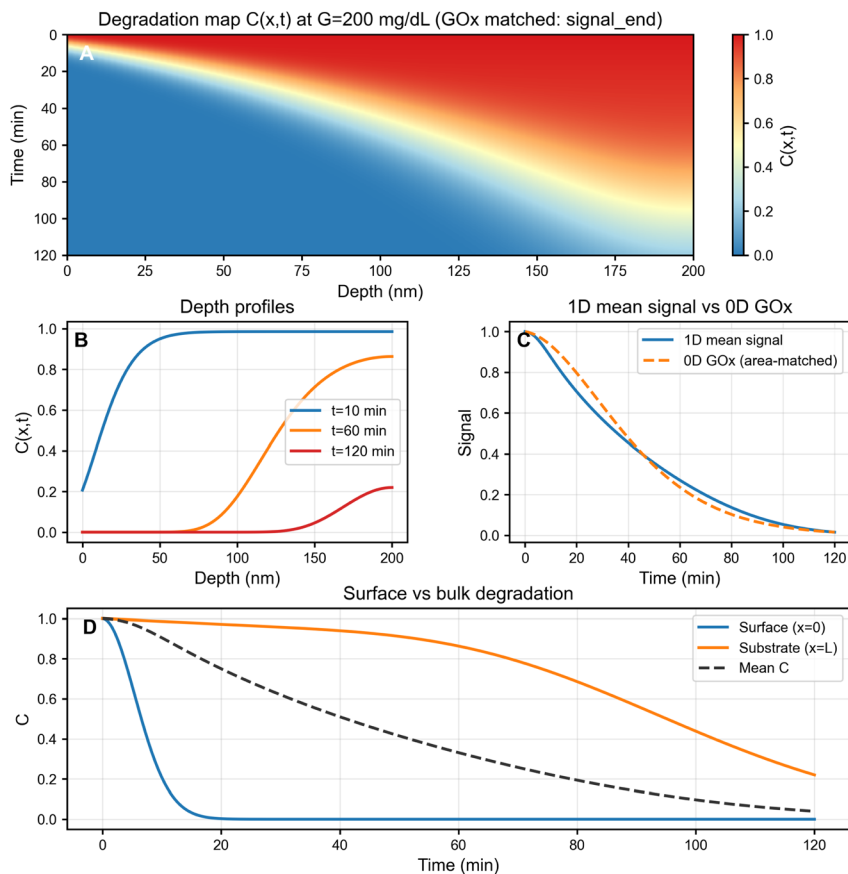 Degradation map C(x,t) at G=200 mg/dL (GOx matched: signal_end)
A
0
20
40
60
80
100
120
Time (min)
0
25
50
75
100
125
150
175
200
Depth (nm)
1.0
0.8
0.6
0.4
0.2
0.0
C(x,t)
Depth profiles
B
1.0
0.8
0.6
0.4
0.2
0.0
C(x,t)
t=10 min
t=60 min
t=120 min
0
50
100
150
200
Depth (nm)
1D mean signal vs 0D GOx
C
1.0
0.8
0.6
0.4
0.2
0.0
Signal
1D mean signal
0D GOx (area-matched)
0
20
40
60
80
100
120
Time (min)
Surface vs bulk degradation
D
1.0
0.8
0.6
0.4
0.2
0.0
C
Surface (x=0)
Substrate (x=L)
Mean C
0
20
40
60
80
100
120
Time (min)